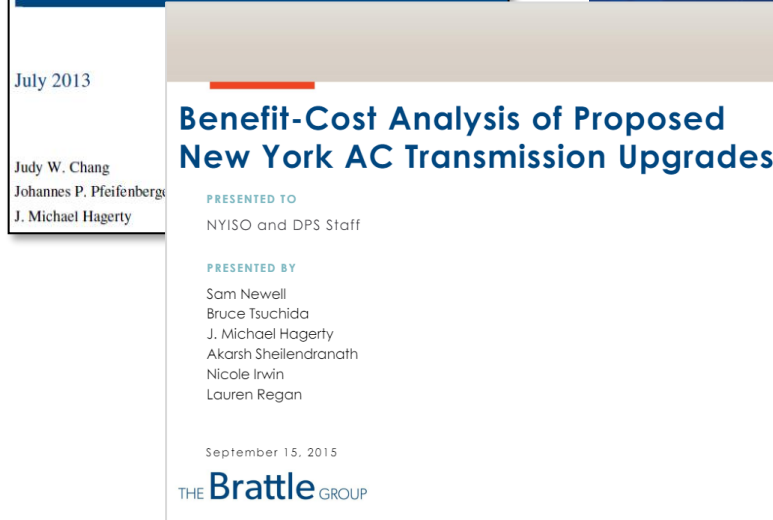 July 2013
Judy W. Chang
Johannes P. Pfeifenberge
J. Michael Hagerty
Benefit-Cost Analysis of Proposed
New York AC Transmission Upgrades
PRESENTED TO
NYISO and DPS Staff
PRESENTED BY
Sam Newell
Bruce Tsuchida
J. Michael Hagerty
Akarsh Sheilendranath
Nicole Irwin
Lauren Regan
September 15, 2015
THE Brattle GROUP